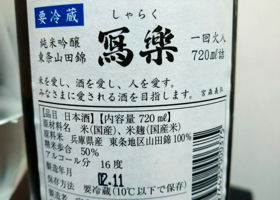 要冷蔵
しゃらく
寫樂
純米吟醸
東条山田錦
一回火入
720ml詰
米を愛し、酒を愛し、人を愛す。
みなさまに愛される酒を目指します。
宮森義弘
【品目 日本酒】【内容量 720ml】
原材料名 米(国産)、米麹(国産米)
原料米 兵庫県産 東条地区山田錦100%
精米歩合 50%
アルコール分 16度
製造年月 02.11
保存方法 要冷蔵(10℃以下で保存)